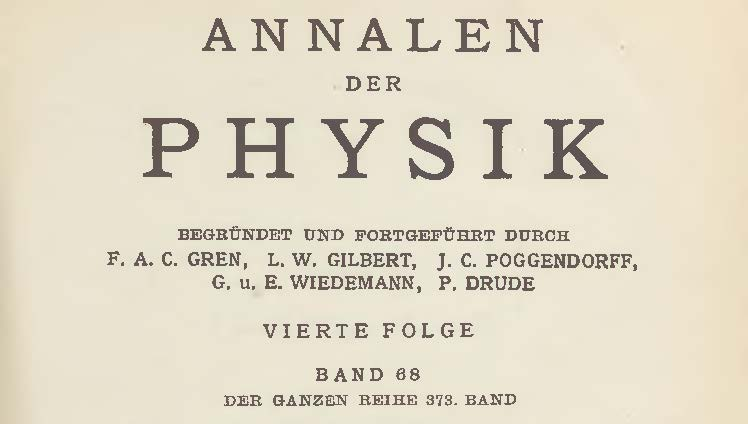 ANNALEN
DER
PHYSIK
BEGRÜNDET UND FORTGEFÜHRT DURCH
F. A. C. GREN, L. W. GILBERT, J. C. POGGENDORFF,
G. u. E. WIEDEMANN, P. DRUDE
VIERTE FOLGE
BAND 68
DER GANZEN REIHE 373. BAND